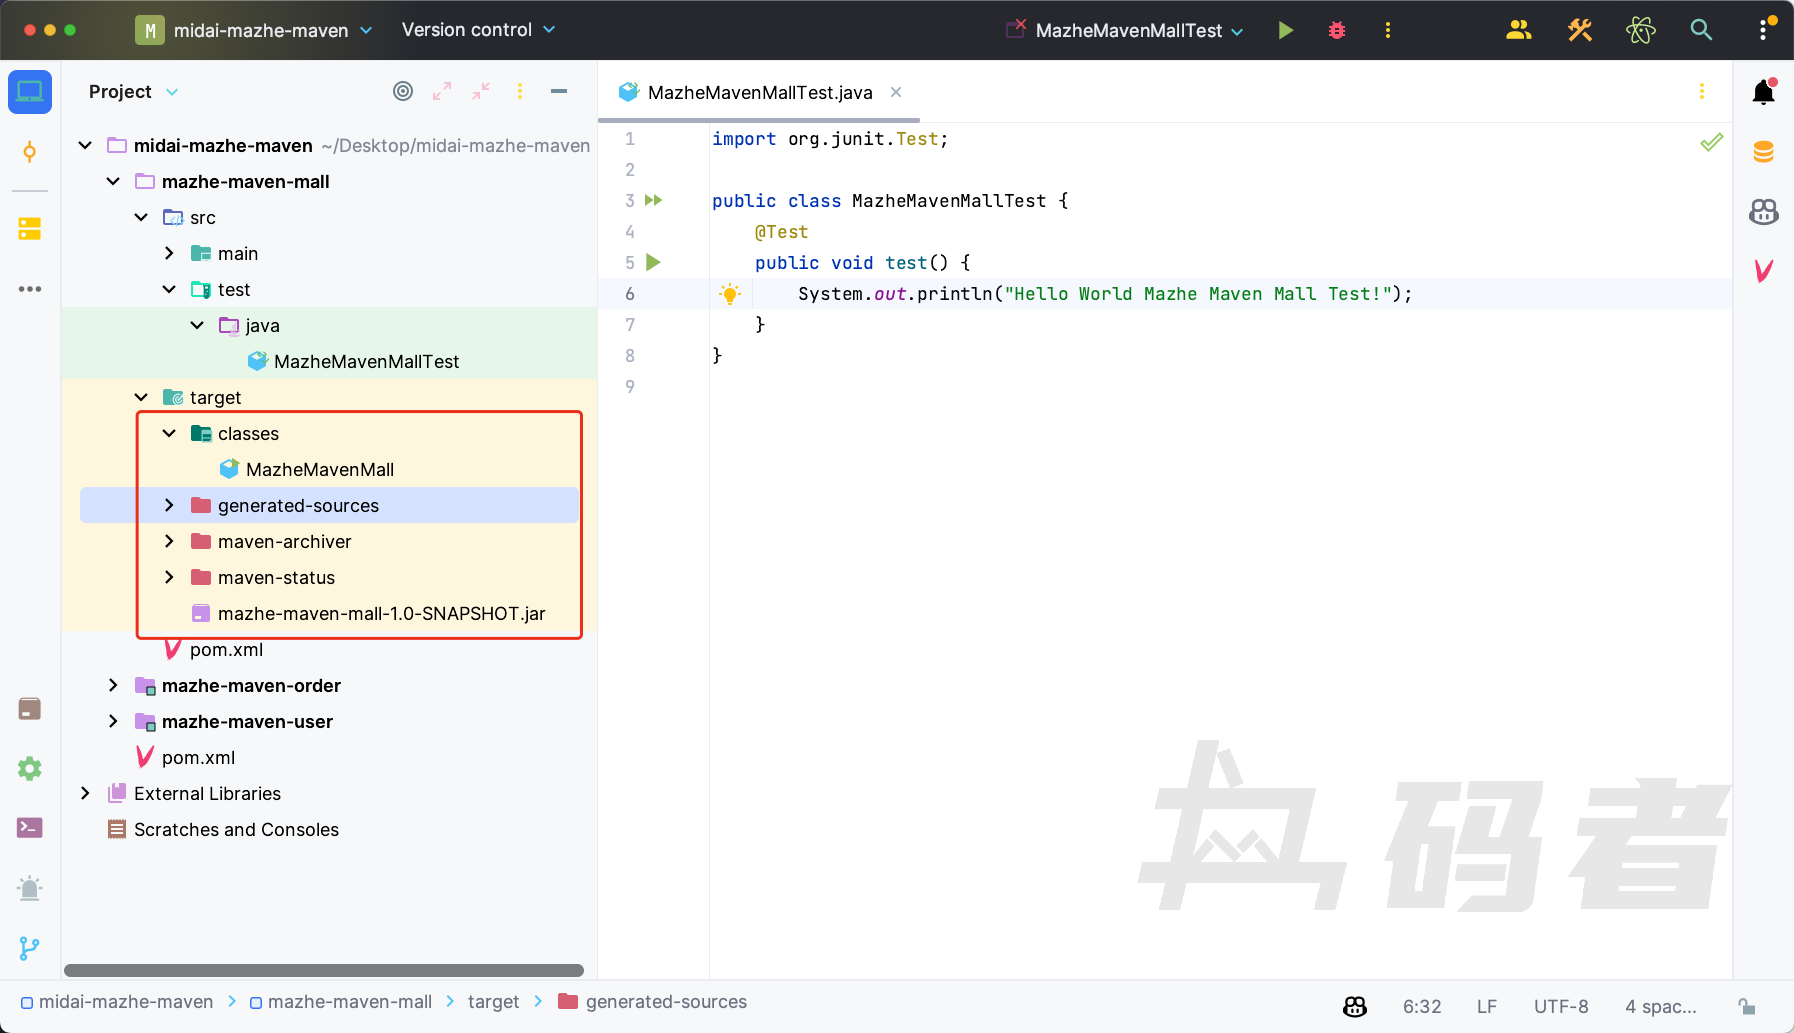 M midai-mazhe-maven Version control MazheMavenMallTest
Project
midai-mazhe-maven ~/Desktop/midai-mazhe-maven
mazhe-maven-mall
src
main
test
java
MazheMavenMallTest
target
classes
MazheMavenMall
generated-sources
maven-archiver
maven-status
mazhe-maven-mall-1.0-SNAPSHOT.jar
pom.xml
mazhe-maven-order
mazhe-maven-user
pom.xml
External Libraries
Scratches and Consoles
MazheMavenMallTest.java
1 import org.junit.Test;
2
3 public class MazheMavenMallTest {
4 @Test
5 public void test() {
6 System.out.println("Hello World Mazhe Maven Mall Test!");
7 }
8 }
9
码者
midai-mazhe-maven > mazhe-maven-mall > target > generated-sources
6:32 LF UTF-8 4 spac...